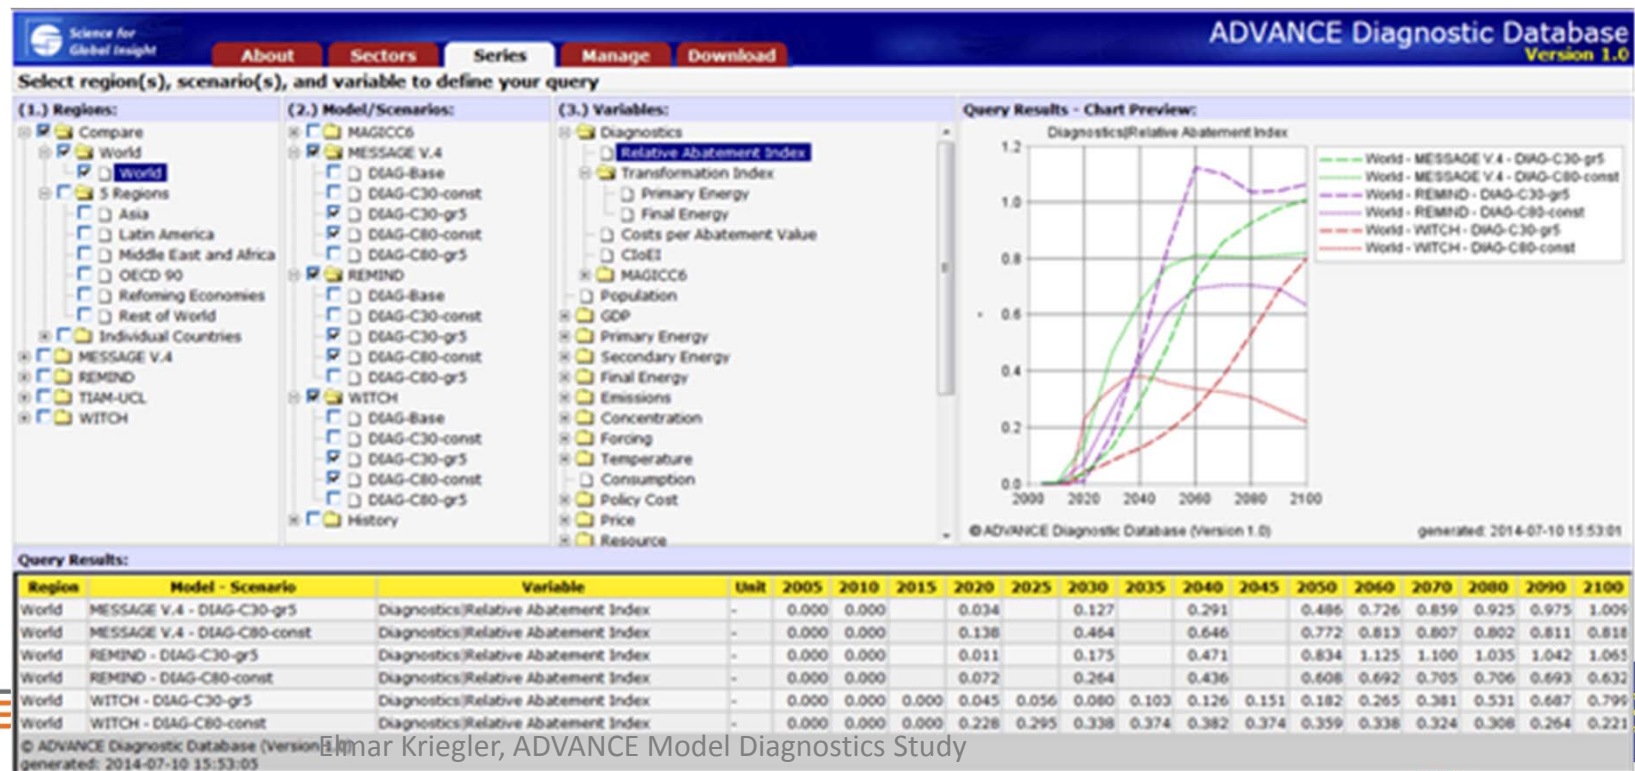 Science for
Global Insight
ADVANCE Diagnostic Database
Version 1.0
About Sectors Series Manage Download
Select region(s), scenario(s), and variable to define your query
(1.) Regions:
Compare
World
World
5 Regions
Asia
Latin America
Middle East and Africa
OECD 90
Refoming Economies
Rest of World
Individual Countries
MESSAGE V.4
REMIND
TIAM-UCL
WITCH
(2.) Model/Scenarios:
MAGICC6
MESSAGE V.4
DIAG-Base
DIAG-C30-const
DIAG-C30-gr5
DIAG-C80-const
DIAG-C80-gr5
REMIND
DIAG-Base
DIAG-C30-const
DIAG-C30-gr5
DIAG-C80-const
DIAG-C80-gr5
WITCH
DIAG-Base
DIAG-C30-const
DIAG-C30-gr5
DIAG-C80-const
DIAG-C80-gr5
History
(3.) Variables:
Diagnostics
Relative Abatement Index
Transformation Index
Primary Energy
Final Energy
Costs per Abatement Value
CIoEI
MAGICC6
Population
GDP
Primary Energy
Secondary Energy
Final Energy
Emissions
Concentration
Forcing
Temperature
Consumption
Policy Cost
Price
Resource
Query Results - Chart Preview:
Diagnostics|Relative Abatement Index
1.2
1.0
0.8
0.6
0.4
0.2
0.0
2000 2020 2040 2060 2080 2100
World - MESSAGE V.4 - DIAG-C30-gr5
World - MESSAGE V.4 - DIAG-C80-const
World - REMIND - DIAG-C30-gr5
World - REMIND - DIAG-C80-const
World - WITCH - DIAG-C30-gr5
World - WITCH - DIAG-C80-const
© ADVANCE Diagnostic Database (Version 1.0) generated: 2014-07-10 15:53:01
Query Results:
Region Model - Scenario Variable Unit 2005 2010 2015 2020 2025 2030 2035 2040 2045 2050 2060 2070 2080 2090 2100
World MESSAGE V.4 - DIAG-C30-gr5 Diagnostics|Relative Abatement Index - 0.000 0.000 0.034 0.127 0.291 0.486 0.726 0.859 0.925 0.975 1.009
World MESSAGE V.4 - DIAG-C80-const Diagnostics|Relative Abatement Index - 0.000 0.000 0.138 0.464 0.646 0.772 0.813 0.807 0.802 0.811 0.818
World REMIND - DIAG-C30-gr5 Diagnostics|Relative Abatement Index - 0.000 0.000 0.011 0.175 0.471 0.834 1.125 1.100 1.035 1.042 1.065
World REMIND - DIAG-C80-const Diagnostics|Relative Abatement Index - 0.000 0.000 0.072 0.264 0.436 0.608 0.692 0.705 0.706 0.693 0.632
World WITCH - DIAG-C30-gr5 Diagnostics|Relative Abatement Index - 0.000 0.000 0.000 0.045 0.056 0.080 0.103 0.126 0.151 0.182 0.265 0.381 0.531 0.687 0.799
World WITCH - DIAG-C80-const Diagnostics|Relative Abatement Index - 0.000 0.000 0.000 0.228 0.295 0.338 0.374 0.382 0.374 0.359 0.338 0.324 0.308 0.264 0.221
© ADVANCE Diagnostic Database (Version
Elmar Kriegler, ADVANCE Model Diagnostics Study
generated: 2014-07-10 15:53:05